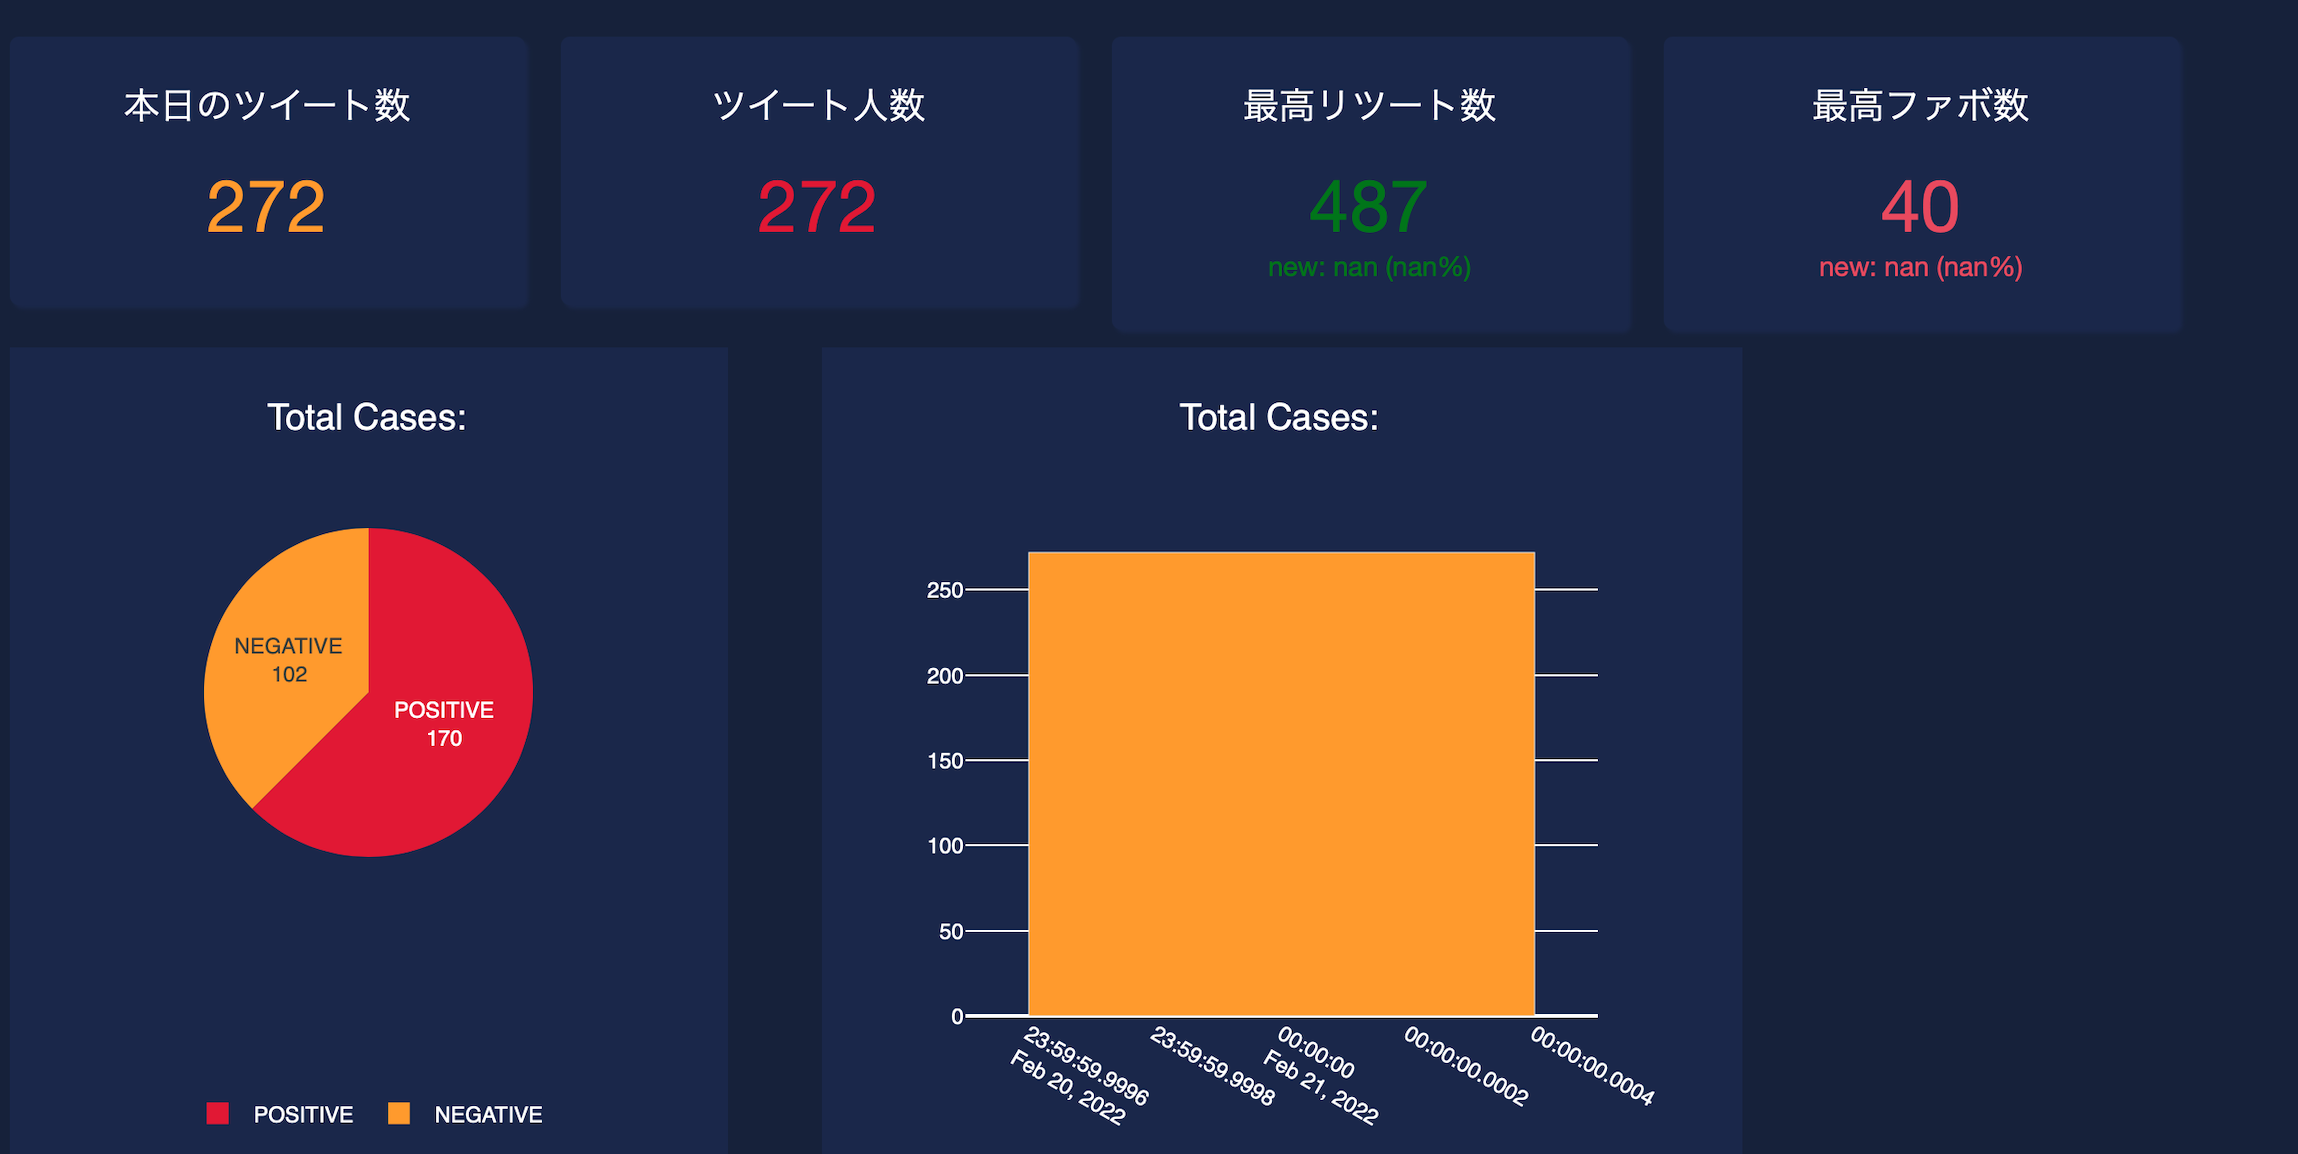 本日のツイート数
272
ツイート人数
272
最高リツート数
487
new: nan (nan%)
最高ファボ数
40
new: nan (nan%)
Total Cases:
NEGATIVE
102
POSITIVE
170
POSITIVE
NEGATIVE
Total Cases:
250
200
150
100
50
0
23:59:59.9996
Feb 20, 2022
23:59:59.9998
00:00:00
Feb 21, 2022
00:00:00.0002
00:00:00.0004